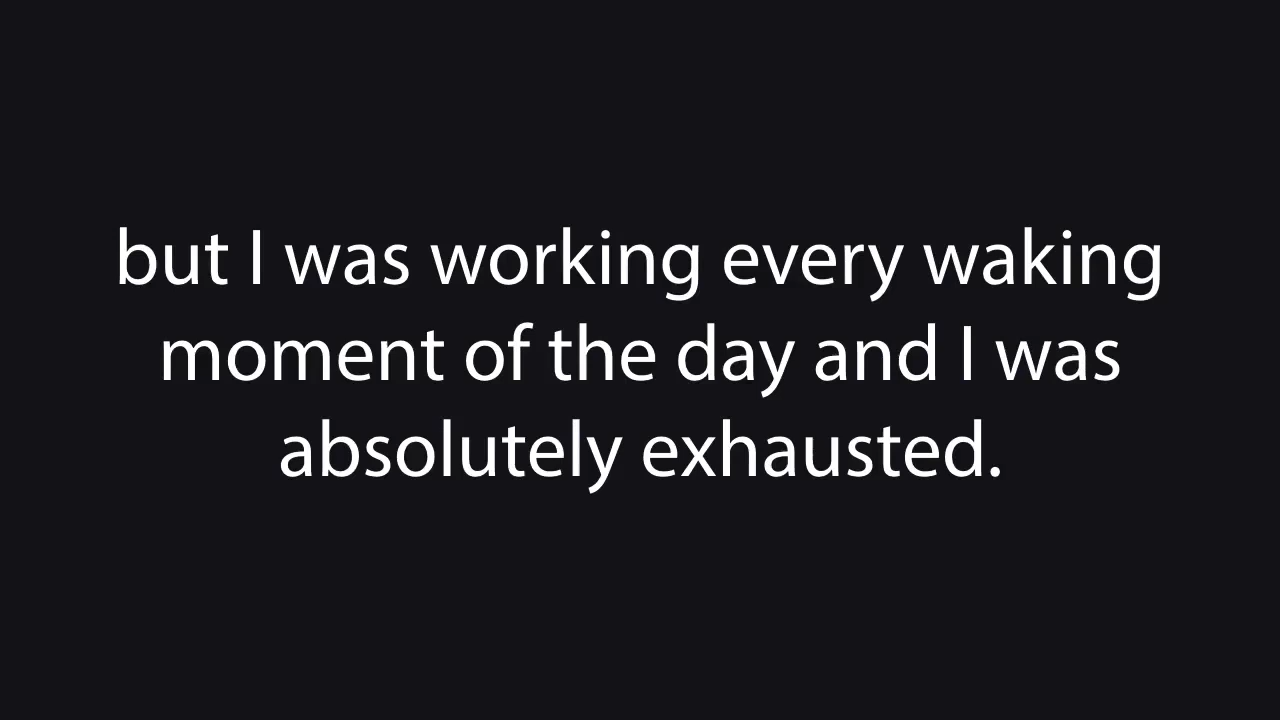 but I was working every waking
moment of the day and I was
absolutely exhausted.